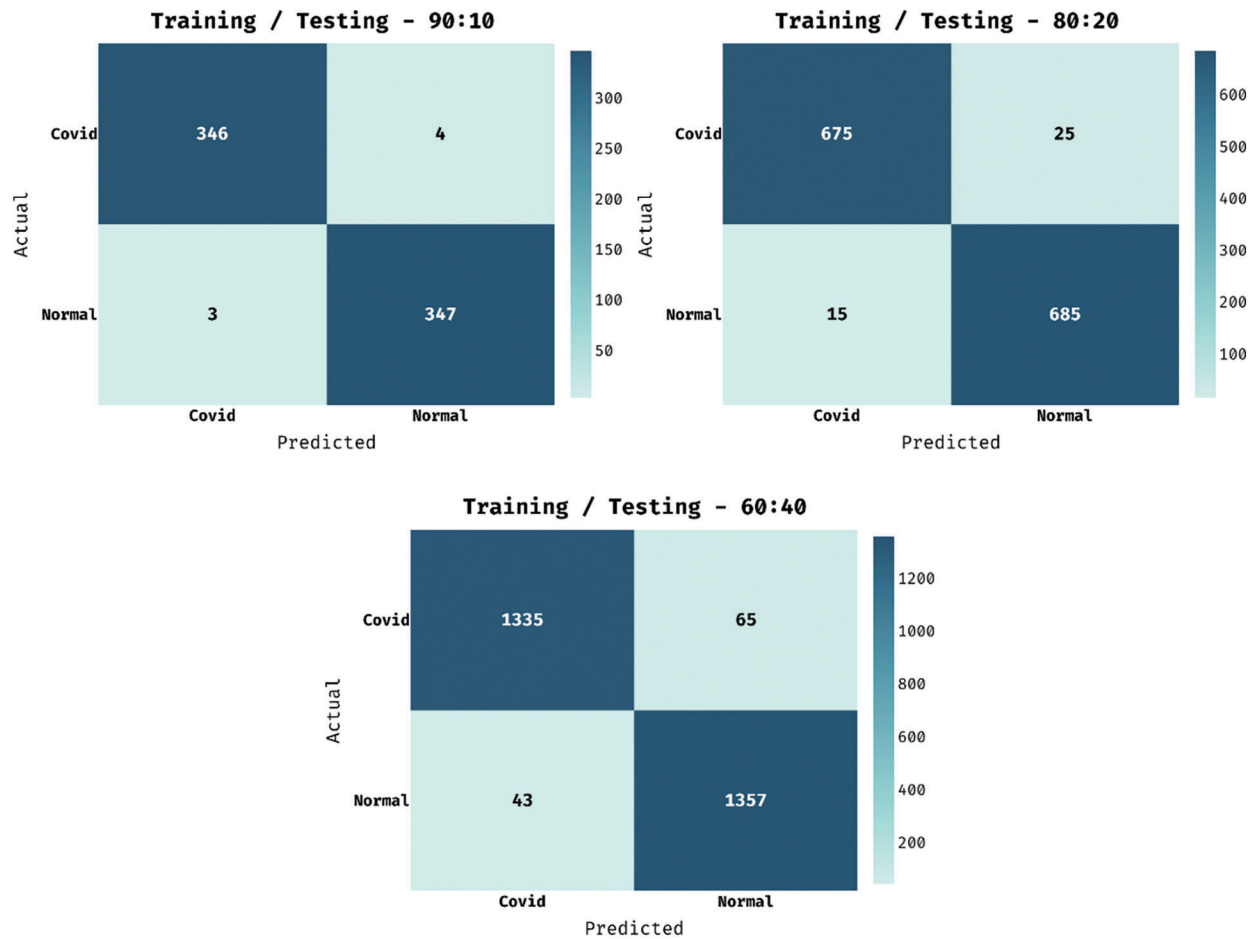 Training / Testing - 90:10
Covid
346
4
300
250
200
150
100
50
Actual
Normal
3
347
Covid
Normal
Predicted
Training / Testing - 80:20
Covid
675
25
600
500
400
300
200
100
Actual
Normal
15
685
Covid
Normal
Predicted
Training / Testing - 60:40
Covid
1335
65
1200
1000
800
600
400
200
Actual
Normal
43
1357
Covid
Normal
Predicted